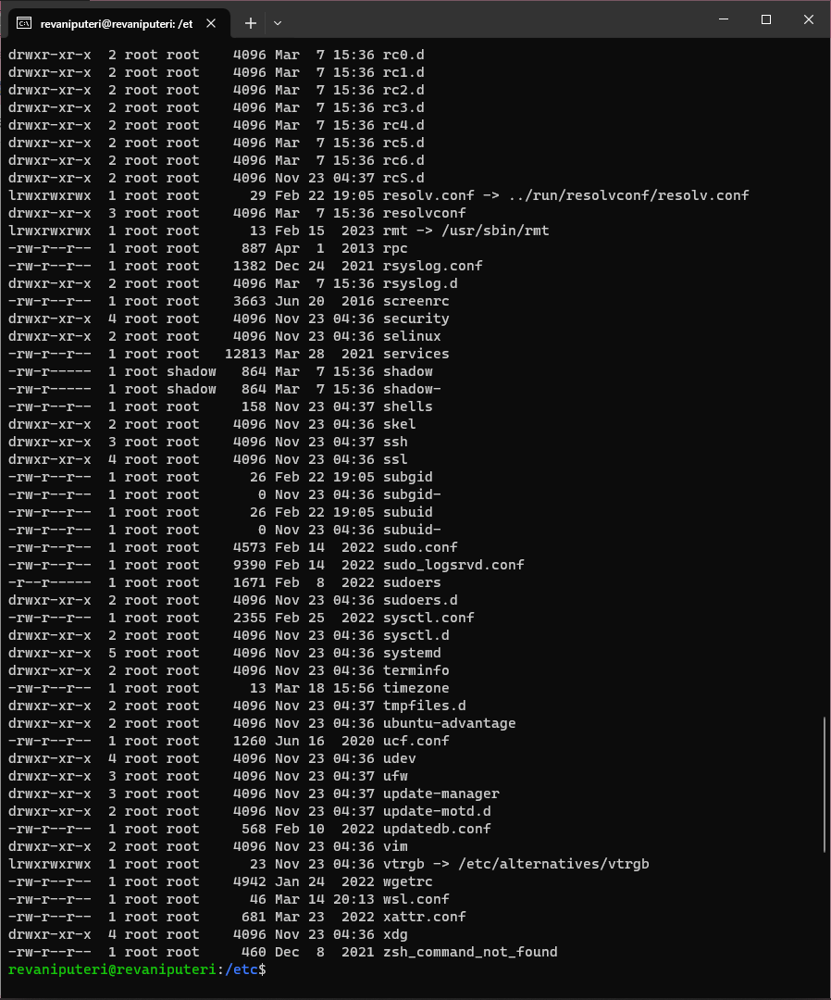 revaniputeri@revaniputeri: /et
drwxr-xr-x  2 root root    4096 Mar  7 15:36 rc0.d
drwxr-xr-x  2 root root    4096 Mar  7 15:36 rc1.d
drwxr-xr-x  2 root root    4096 Mar  7 15:36 rc2.d
drwxr-xr-x  2 root root    4096 Mar  7 15:36 rc3.d
drwxr-xr-x  2 root root    4096 Mar  7 15:36 rc4.d
drwxr-xr-x  2 root root    4096 Mar  7 15:36 rc5.d
drwxr-xr-x  2 root root    4096 Mar  7 15:36 rc6.d
drwxr-xr-x  2 root root    4096 Nov 23 04:37 rcS.d
lrwxrwxrwx  1 root root      29 Feb 22 19:05 resolv.conf -> ../run/resolvconf/resolv.conf
drwxr-xr-x  3 root root    4096 Mar  7 15:36 resolvconf
lrwxrwxrwx  1 root root      13 Feb 15  2023 rmt -> /usr/sbin/rmt
-rw-r--r--  1 root root     887 Apr  1  2013 rpc
-rw-r--r--  1 root root    1382 Dec 24  2021 rsyslog.conf
drwxr-xr-x  2 root root    4096 Mar  7 15:36 rsyslog.d
-rw-r--r--  1 root root    3663 Jun 20  2016 screenrc
drwxr-xr-x  4 root root    4096 Nov 23 04:36 security
drwxr-xr-x  2 root root    4096 Nov 23 04:36 selinux
-rw-r--r--  1 root root   12813 Mar 28  2021 services
-rw-r-----  1 root shadow   864 Mar  7 15:36 shadow
-rw-r-----  1 root shadow   864 Mar  7 15:36 shadow-
-rw-r--r--  1 root root     158 Nov 23 04:37 shells
drwxr-xr-x  2 root root    4096 Nov 23 04:36 skel
drwxr-xr-x  3 root root    4096 Nov 23 04:37 ssh
drwxr-xr-x  4 root root    4096 Nov 23 04:36 ssl
-rw-r--r--  1 root root      26 Feb 22 19:05 subgid
-rw-r--r--  1 root root       0 Nov 23 04:36 subgid-
-rw-r--r--  1 root root      26 Feb 22 19:05 subuid
-rw-r--r--  1 root root       0 Nov 23 04:36 subuid-
-rw-r--r--  1 root root    4573 Feb 14  2022 sudo.conf
-rw-r--r--  1 root root    9390 Feb 14  2022 sudo_logsrvd.conf
-r--r-----  1 root root    1671 Feb  8  2022 sudoers
drwxr-xr-x  2 root root    4096 Nov 23 04:36 sudoers.d
-rw-r--r--  1 root root    2355 Feb 25  2022 sysctl.conf
drwxr-xr-x  2 root root    4096 Nov 23 04:36 sysctl.d
drwxr-xr-x  5 root root    4096 Nov 23 04:36 systemd
drwxr-xr-x  2 root root    4096 Nov 23 04:36 terminfo
-rw-r--r--  1 root root      13 Mar 18 15:56 timezone
drwxr-xr-x  2 root root    4096 Nov 23 04:37 tmpfiles.d
drwxr-xr-x  2 root root    4096 Nov 23 04:36 ubuntu-advantage
-rw-r--r--  1 root root    1260 Jun 16  2020 ucf.conf
drwxr-xr-x  4 root root    4096 Nov 23 04:36 udev
drwxr-xr-x  3 root root    4096 Nov 23 04:37 ufw
drwxr-xr-x  3 root root    4096 Nov 23 04:37 update-manager
drwxr-xr-x  2 root root    4096 Nov 23 04:37 update-motd.d
-rw-r--r--  1 root root     568 Feb 10  2022 updatedb.conf
drwxr-xr-x  2 root root    4096 Nov 23 04:36 vim
lrwxrwxrwx  1 root root      23 Nov 23 04:36 vtrgb -> /etc/alternatives/vtrgb
-rw-r--r--  1 root root    4942 Jan 24  2022 wgetrc
-rw-r--r--  1 root root      46 Mar 14 20:13 wsl.conf
-rw-r--r--  1 root root     681 Mar 23  2022 xattr.conf
drwxr-xr-x  4 root root    4096 Nov 23 04:36 xdg
-rw-r--r--  1 root root     460 Dec  8  2021 zsh_command_not_found
revaniputeri@revaniputeri:/etc$